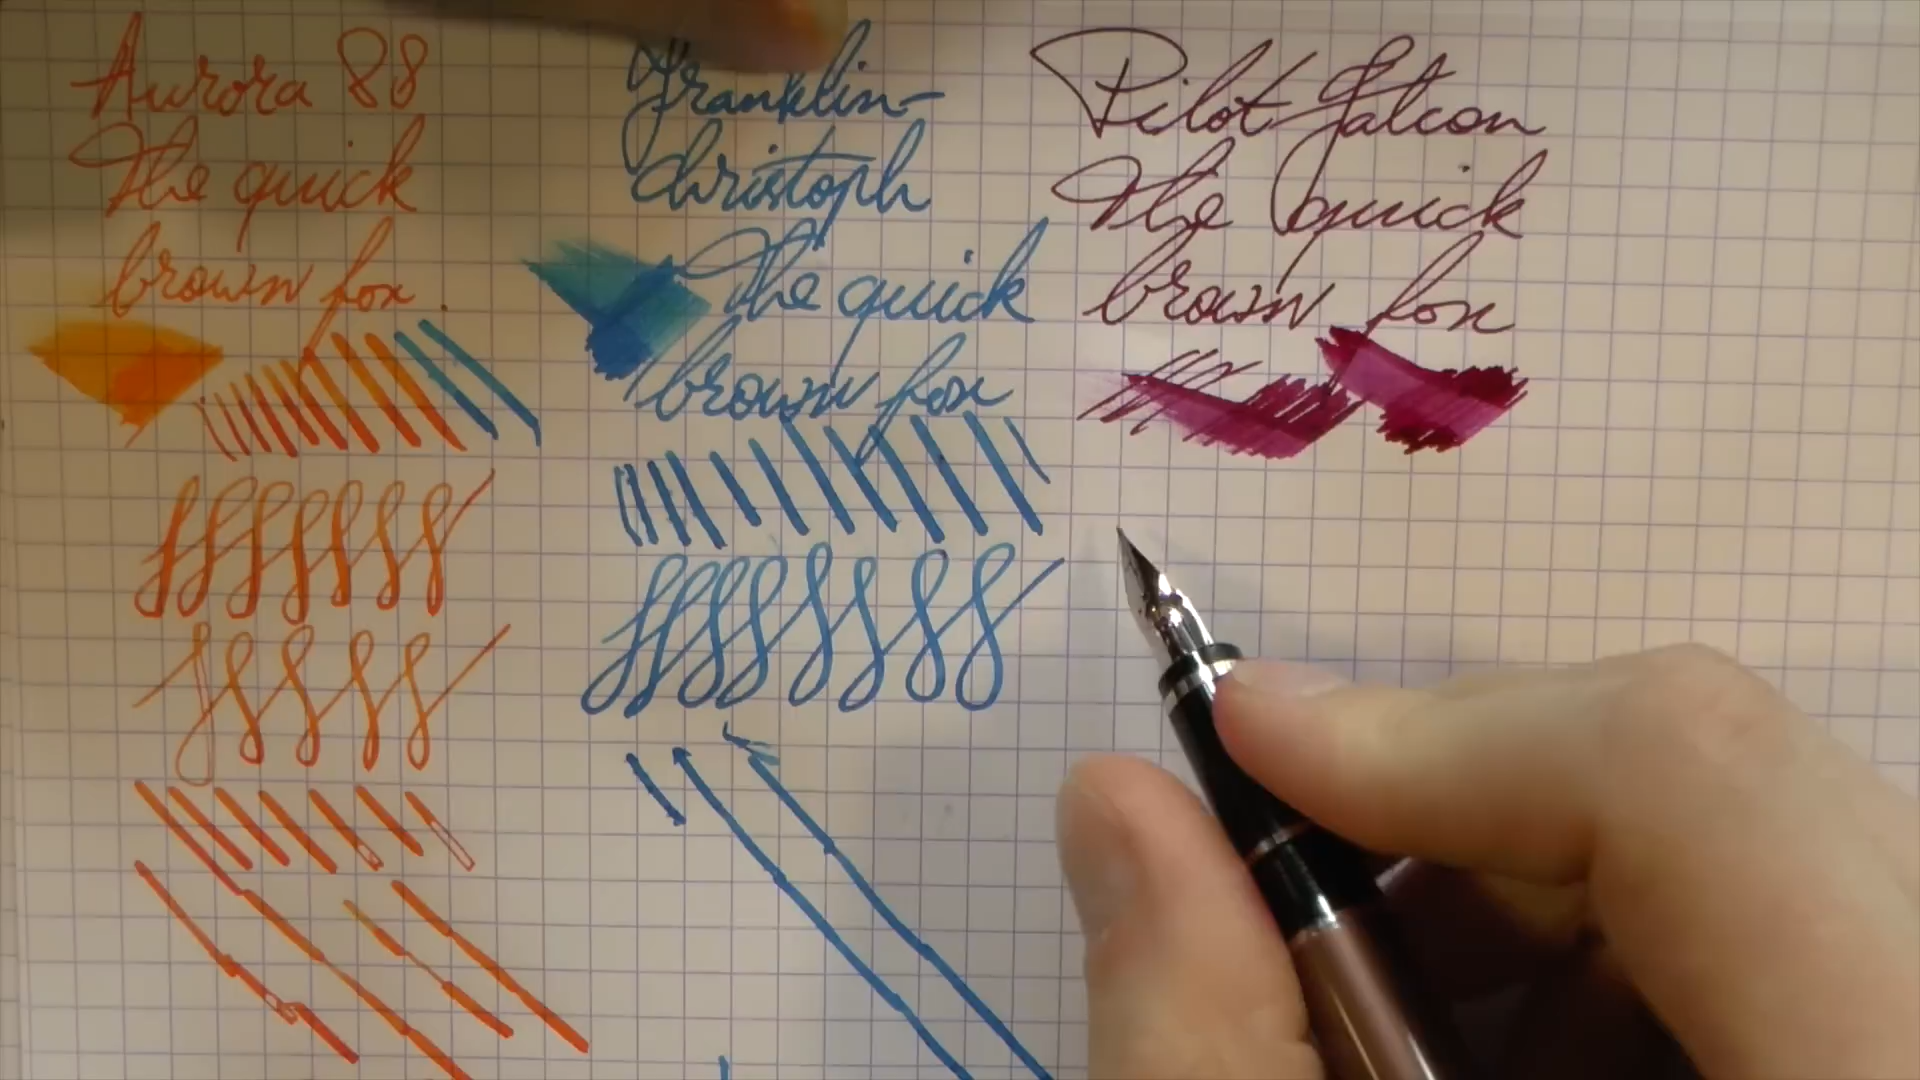 Aurora 88
The quick
brown fox.
Franklin-
Christoph
The quick
brown fox
Pilot Falcon
The quick
brown fox